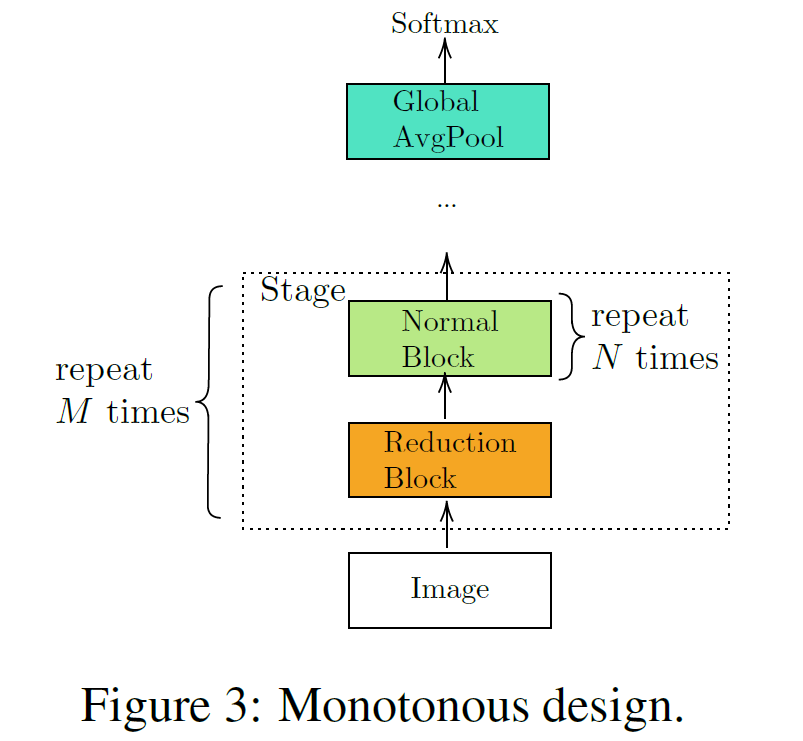 Softmax
Global
AvgPool
...
Stage
Normal
Block
repeat
N times
repeat
M times
Reduction
Block
Image
Figure 3: Monotonous design.